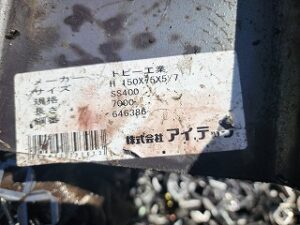 メーカー トピー工業
サイズ H 150X75X5/7
規格 SS400
長さ 7000
646386
株式会社 アイテック